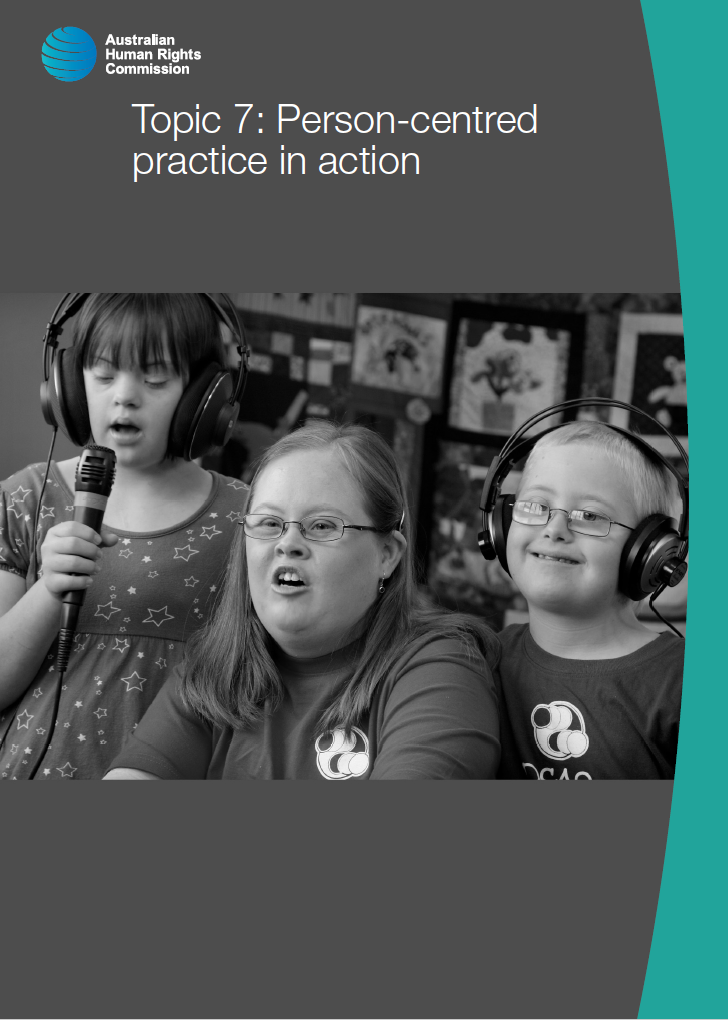 Australian
Human Rights
Commission
Topic 7: Person-centred
practice in action